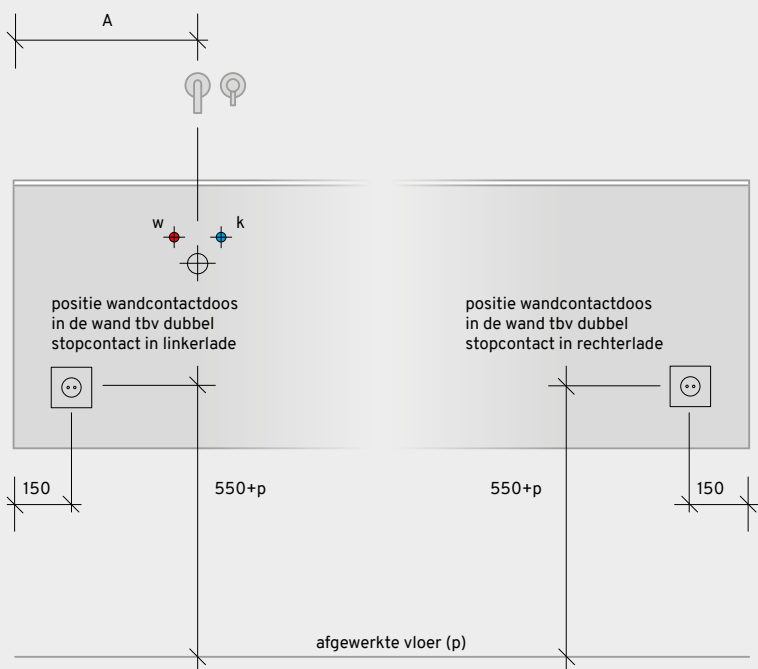 A
w
k
positie wandcontactdoos
in de wand tbv dubbel
stopcontact in linkerlade
positie wandcontactdoos
in de wand tbv dubbel
stopcontact in rechterlade
150
550+p
550+p
150
afgewerkte vloer (p)